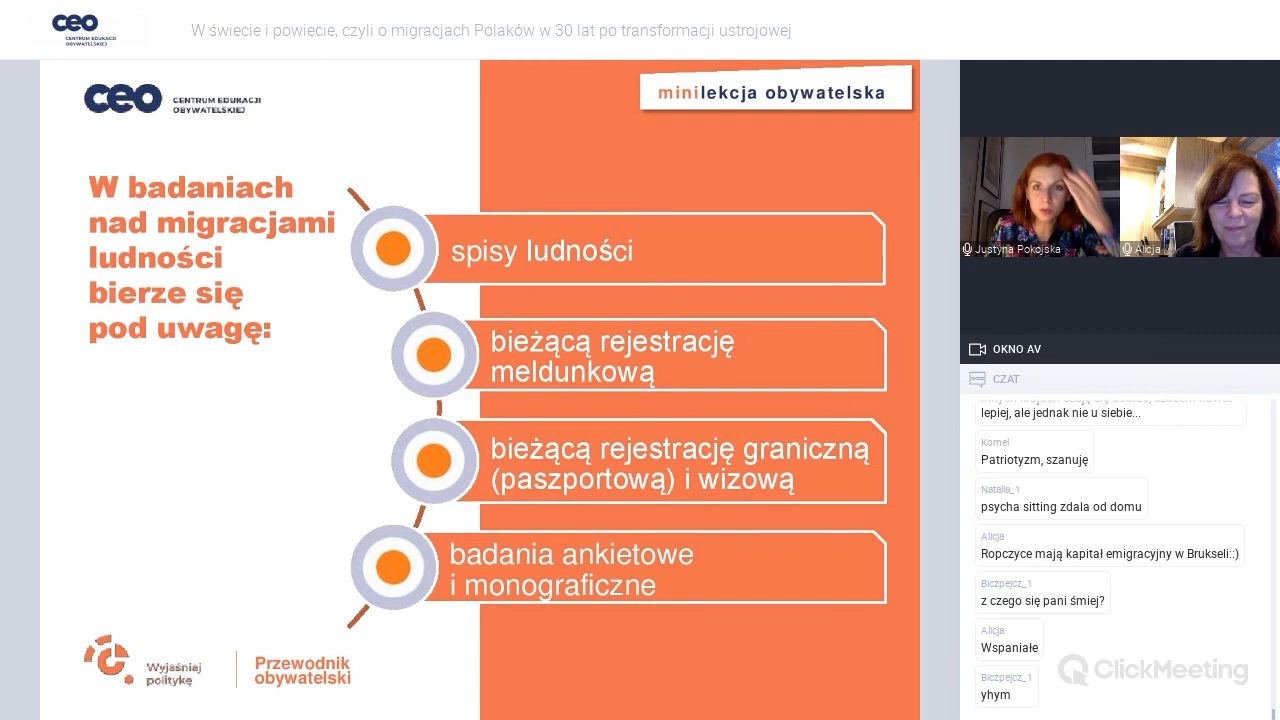 ceo
CENTRUM EDUKACJI
OBYWATELSKIEJ
W świecie i powiecie, czyli o migracjach Polaków w 30 lat po transformacji ustrojowej
ceo
CENTRUM EDUKACJI
OBYWATELSKIEJ
minilekcja obywatelska
W badaniach
nad migracjami
ludności
bierze się
pod uwagę:
spisy ludności
bieżącą rejestrację
meldunkową
bieżącą rejestrację graniczną
(paszportową) i wizową
badania ankietowe
i monograficzne
Wyjaśniaj
politykę
Przewodnik
obywatelski
Justyna Pokojska
Alicja
OKNO AV
CZAT
lepiej, ale jednak nie u siebie...
Kornel
Patriotyzm, szanuję
Natalia_1
psycha sitting zdala od domu
Alicja
Ropczyce mają kapitał emigracyjny w Brukseli::)
Biczpejcz_1
z czego się pani śmiej?
Alicja
Wspaniałe
Biczpejcz_1
yhym
ClickMeeting